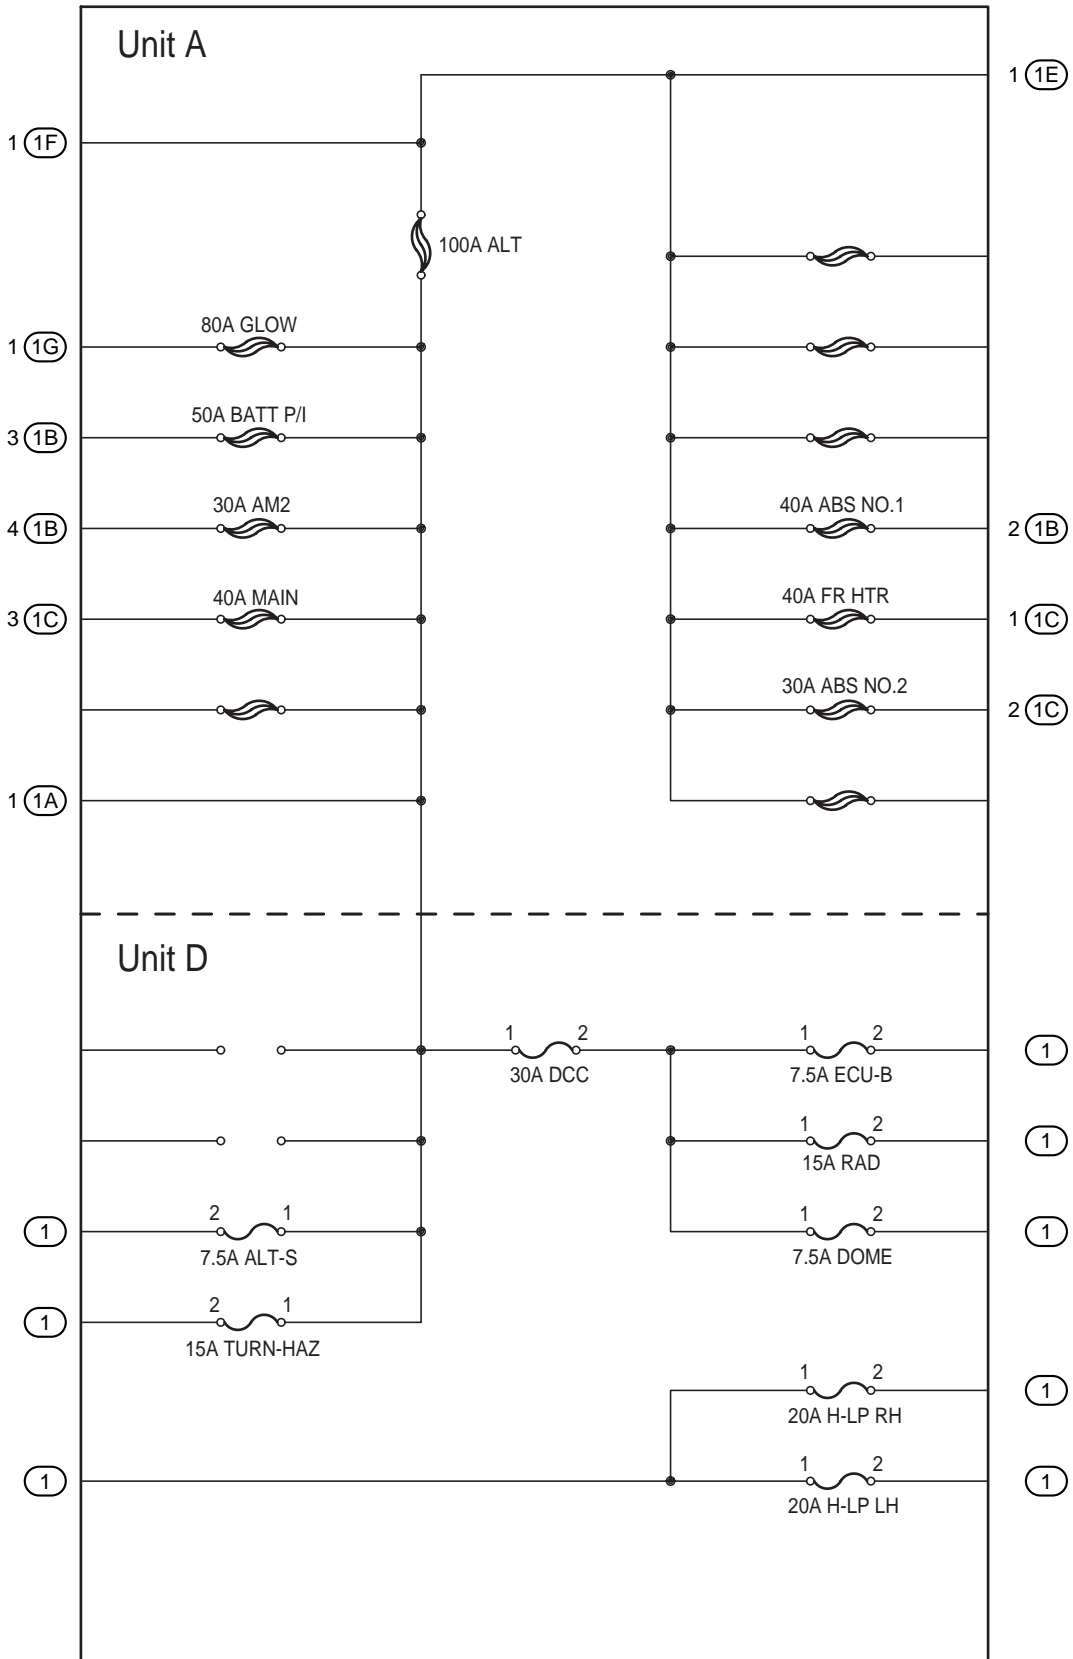 Unit A
1 1E
1 1F
100A ALT
80A GLOW
1 1G
50A BATT P/I
3 1B
30A AM2
40A ABS NO.1
4 1B
2 1B
40A MAIN
40A FR HTR
3 1C
1 1C
30A ABS NO.2
2 1C
1 1A
Unit D
1 2
1 2
30A DCC
7.5A ECU-B
1
1 2
15A RAD
1
2 1
1 2
1
7.5A ALT-S
7.5A DOME
1
2 1
1
15A TURN-HAZ
1 2
20A H-LP RH
1
1 2
1
20A H-LP LH
1